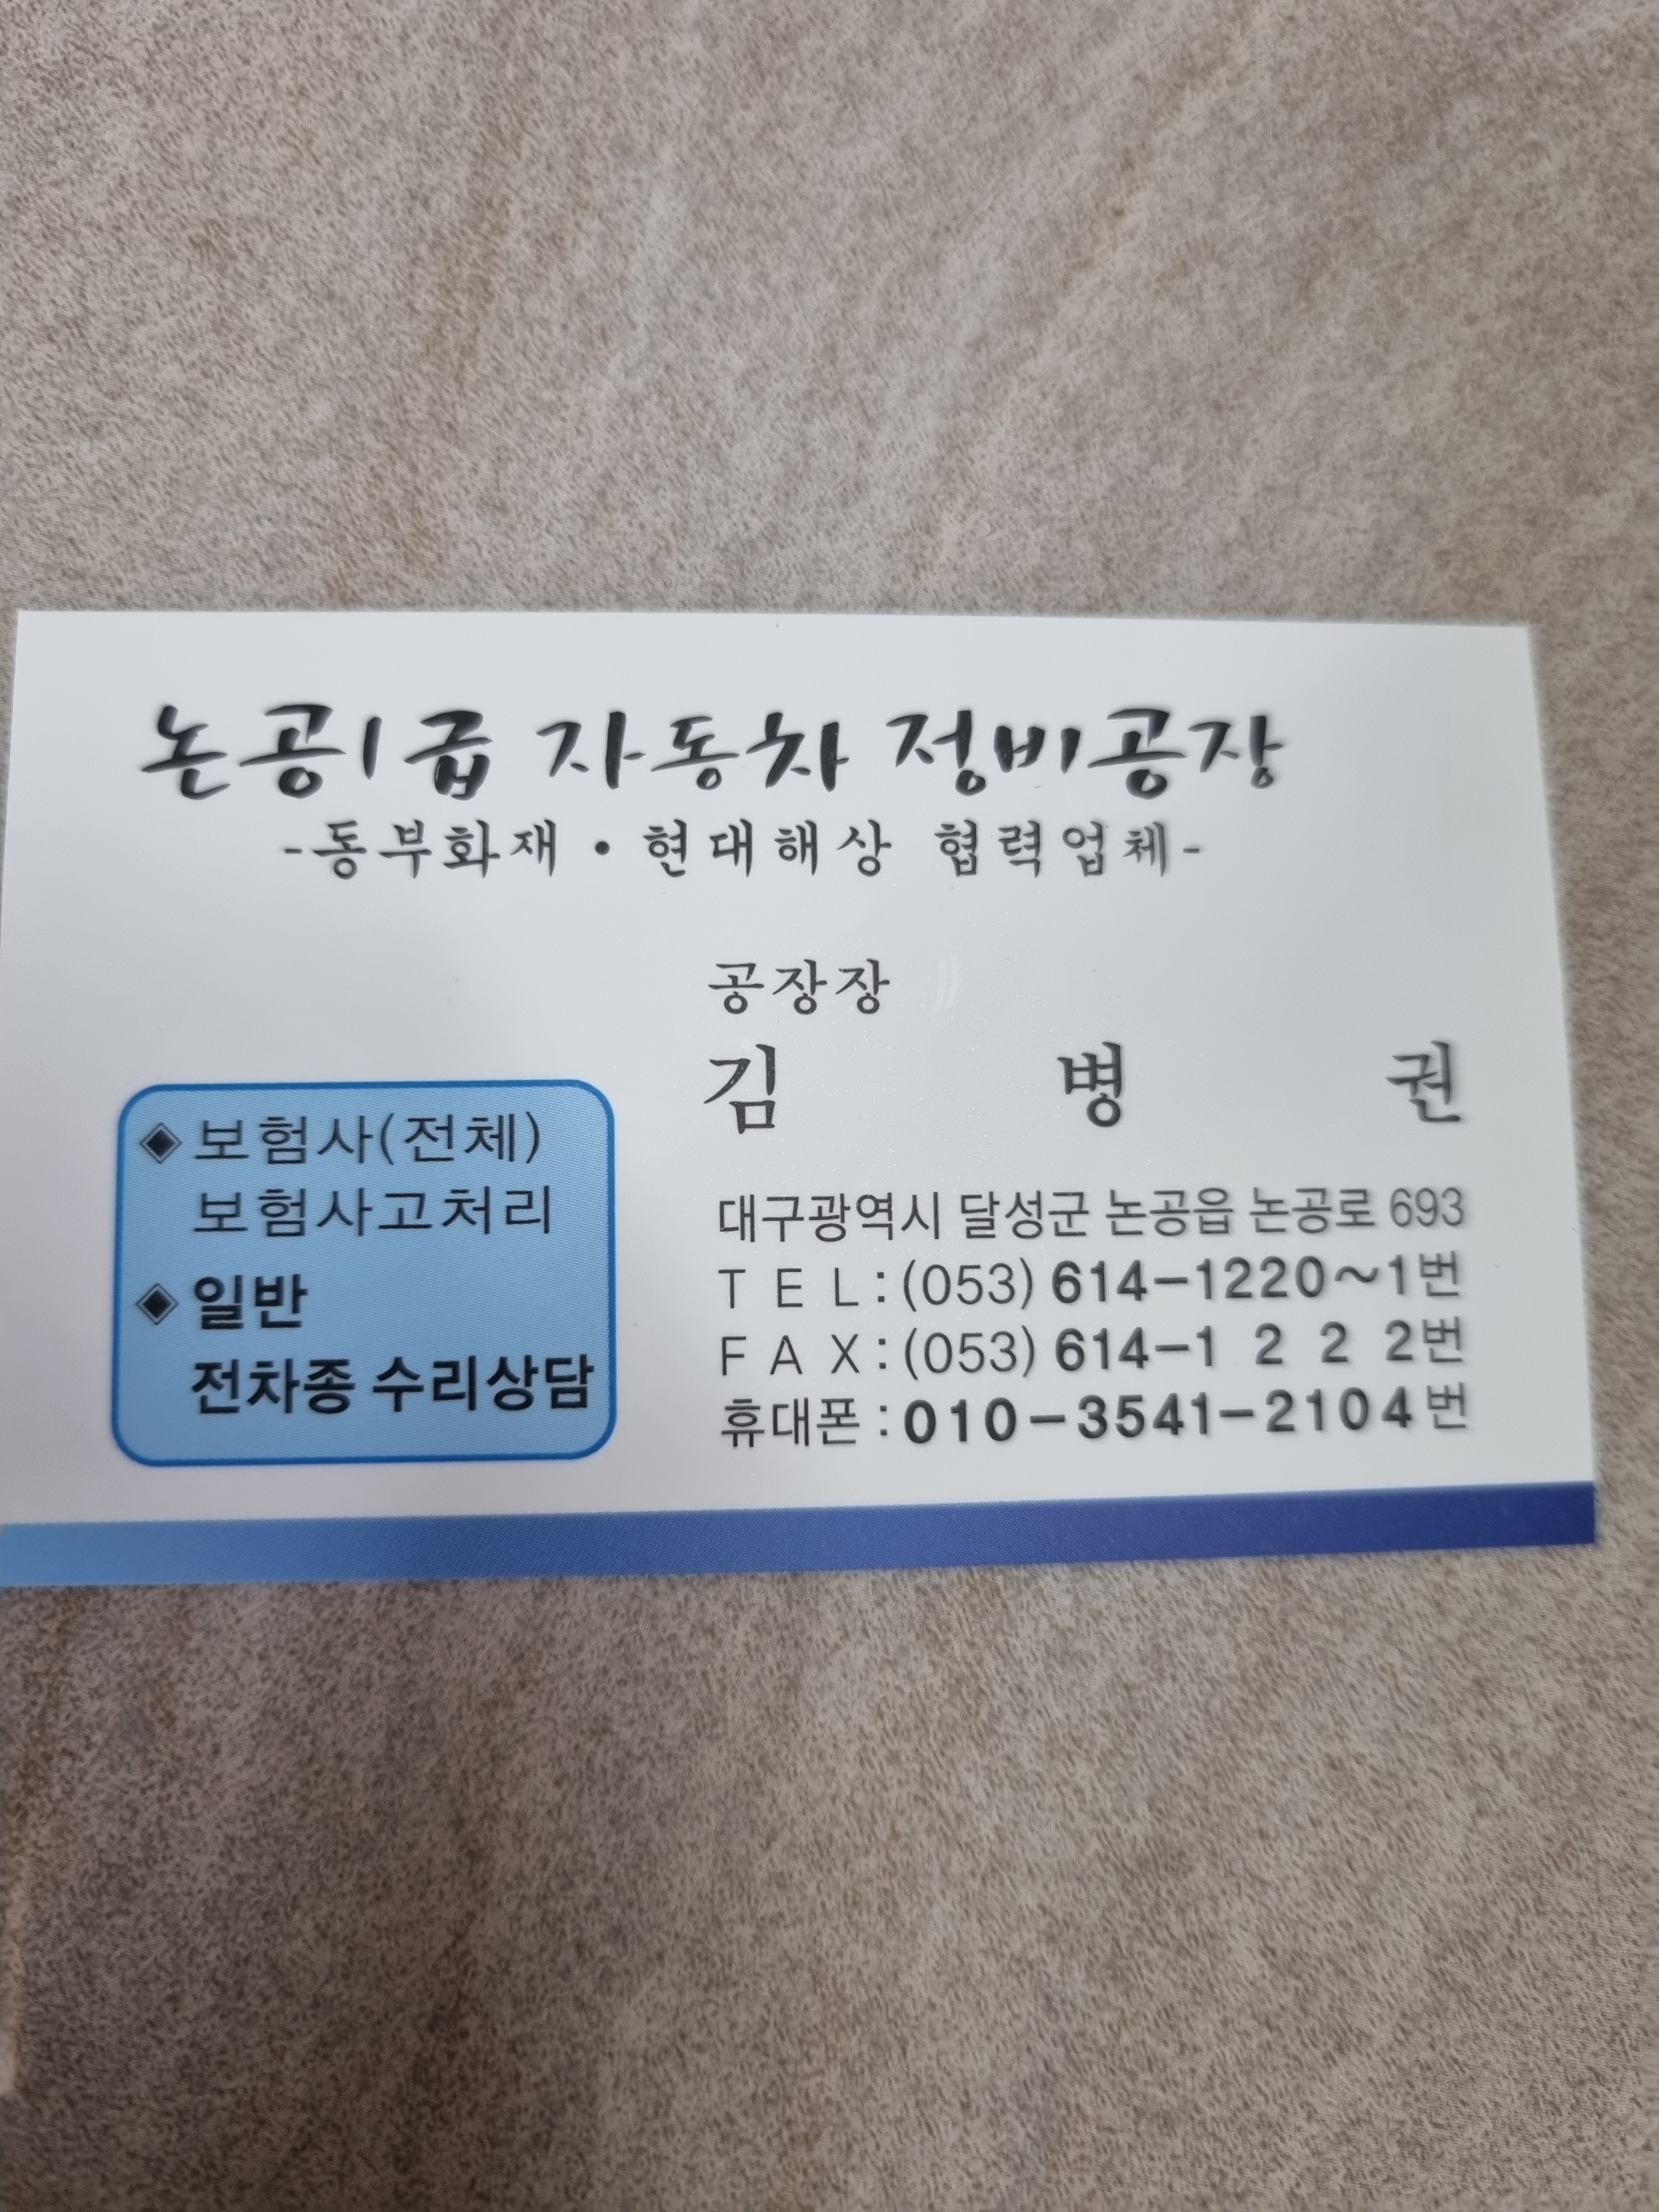 논공1급 자동차 정비공장
-동부화재·현대해상 협력업체-
공장장
김 병 권
◈ 보험사(전체)
보험사고처리
◈ 일반
전차종 수리상담
대구광역시 달성군 논공읍 논공로 693
T E L : (053) 614-1220~1번
F A X : (053) 614-1 2 2 2번
휴대폰 : 010-3541-2104번